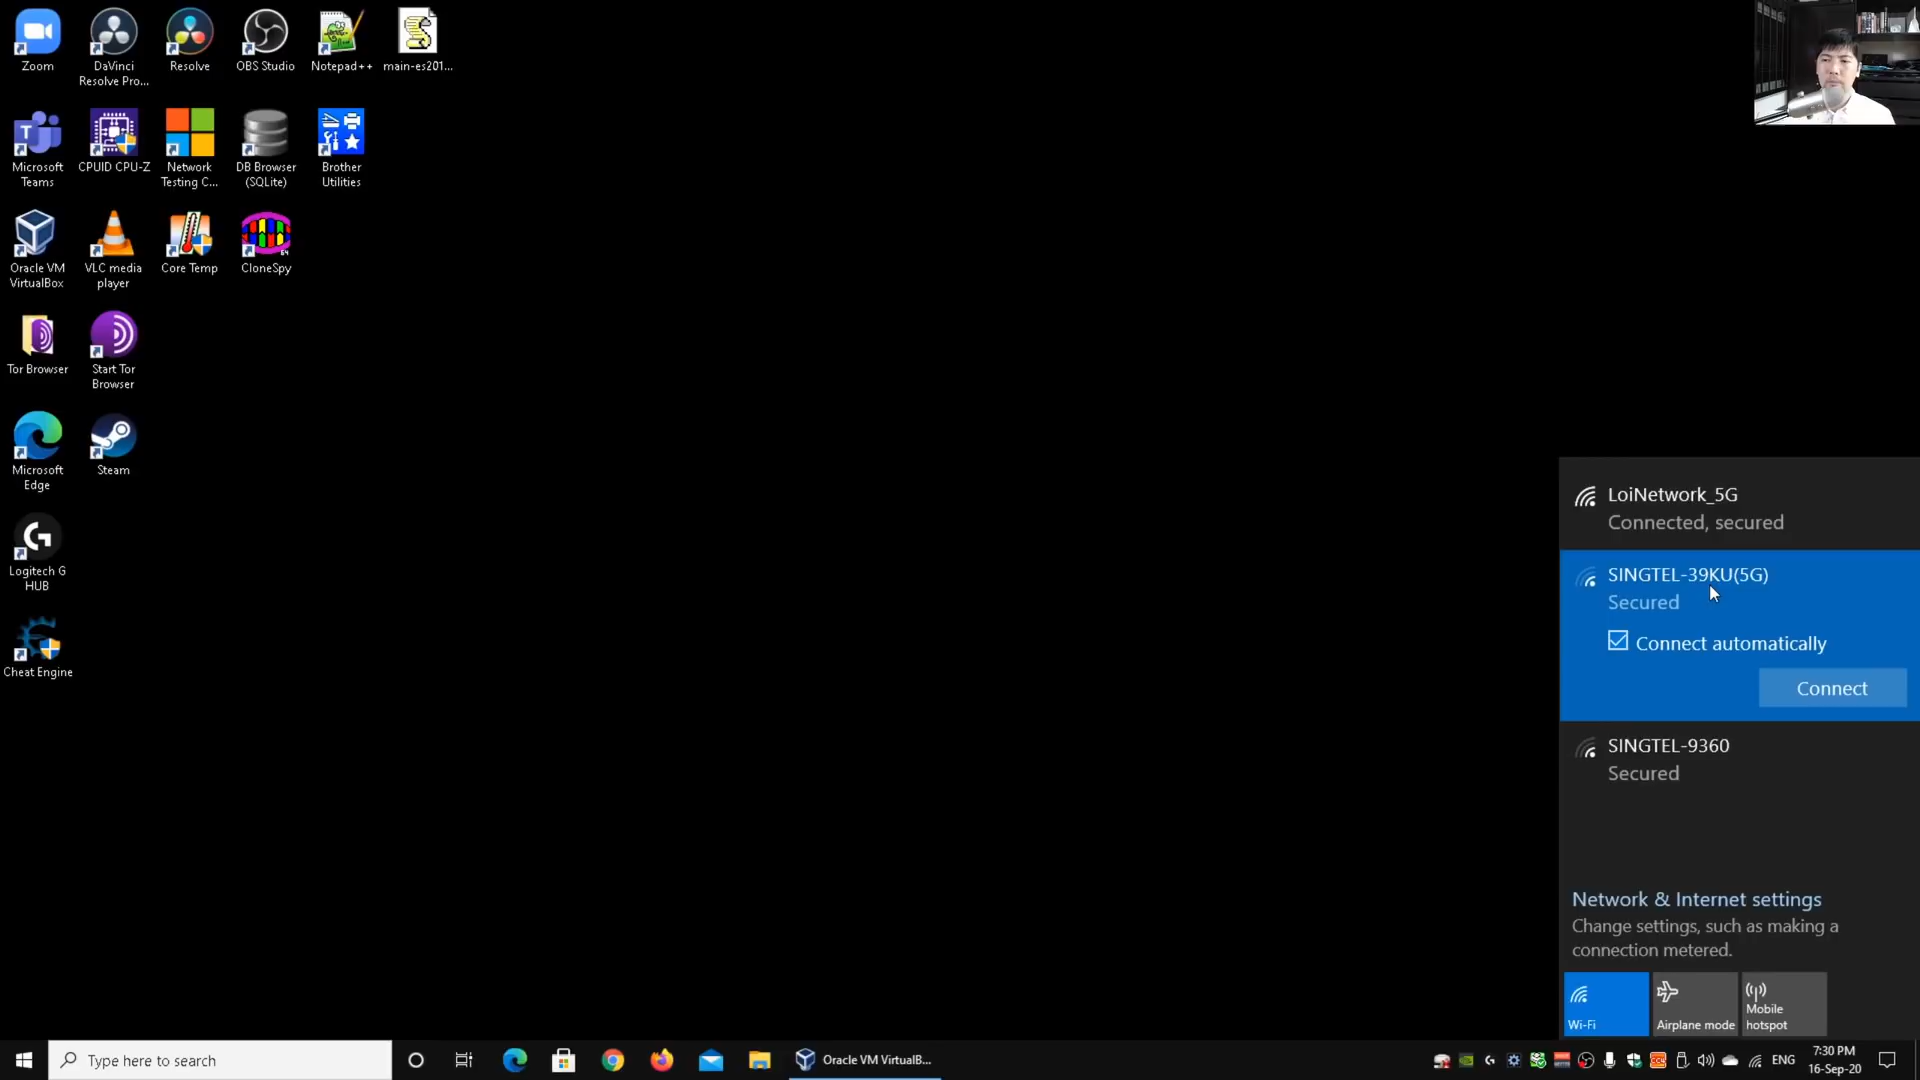 Zoom
DaVinci
Resolve Pro...
Resolve
OBS Studio
Notepad++
main-es201...
Microsoft
Teams
CPUID CPU-Z
Network
Testing C...
DB Browser
(SQLite)
Brother
Utilities
Oracle VM
VirtualBox
VLC media
player
Core Temp
CloneSpy
Tor Browser
Start Tor
Browser
Microsoft
Edge
Steam
Logitech G
HUB
Cheat Engine
LoiNetwork_5G
Connected, secured
SINGTEL-39KU(5G)
Secured
Connect automatically
Connect
SINGTEL-9360
Secured
Network & Internet settings
Change settings, such as making a
connection metered.
Wi-Fi
Airplane mode
Mobile
hotspot
Type here to search
Oracle VM VirtualB...
ENG
7:30 PM
16-Sep-20